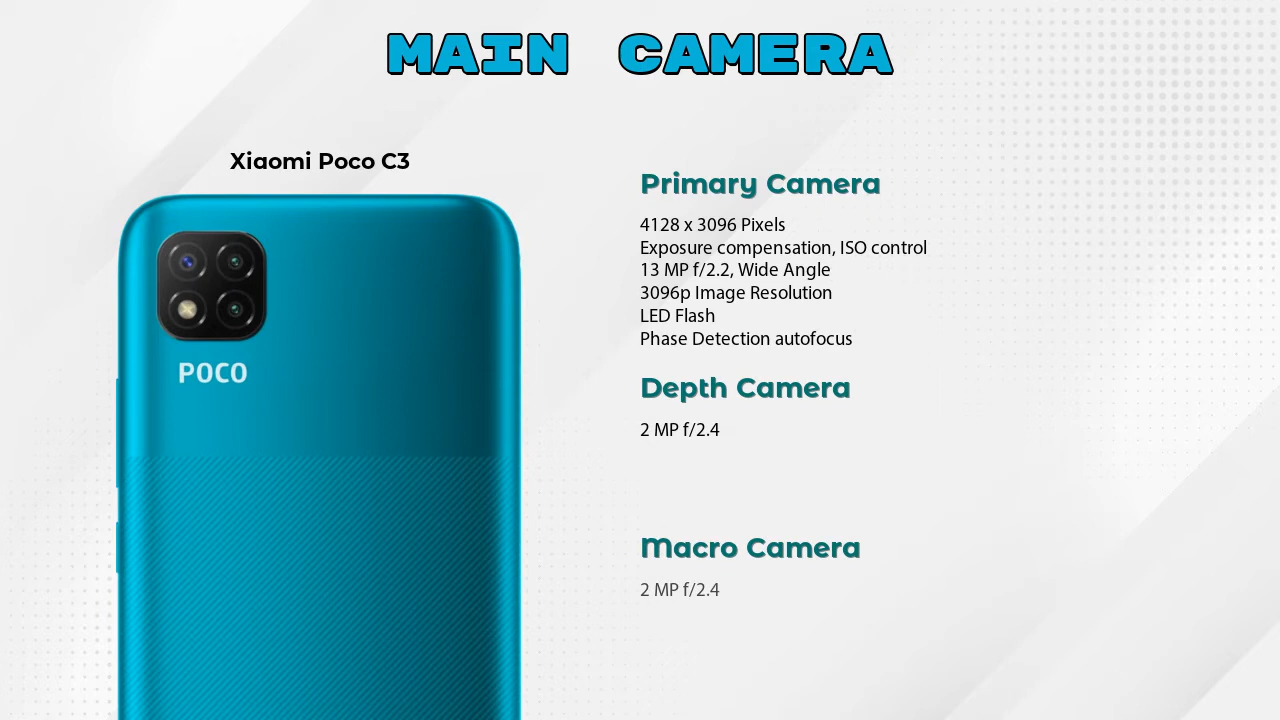 MAIN CAMERA
Xiaomi Poco C3
POCO
Primary Camera
4128 x 3096 Pixels
Exposure compensation, ISO control
13 MP f/2.2, Wide Angle
3096p Image Resolution
LED Flash
Phase Detection autofocus
Depth Camera
2 MP f/2.4
Macro Camera
2 MP f/2.4